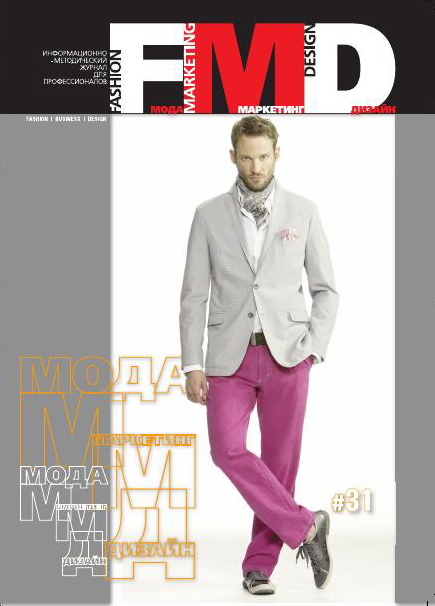 ИНФОРМАЦИОННО
-МЕТОДИЧЕСКИЙ
ЖУРНАЛ
ДЛЯ
ПРОФЕССИОНАЛОВ
FASHION
F
MARKETING
M
DESIGN
D
МОДА
МАРКЕТИНГ
ДИЗАЙН
FASHION | BUSINESS | DESIGN
МОДА
М
МАРКЕТИНГ
М
Д
ДИЗАЙН
МОДА
М
МАРКЕТИНГ
М
Д
ДИЗАЙН
#31